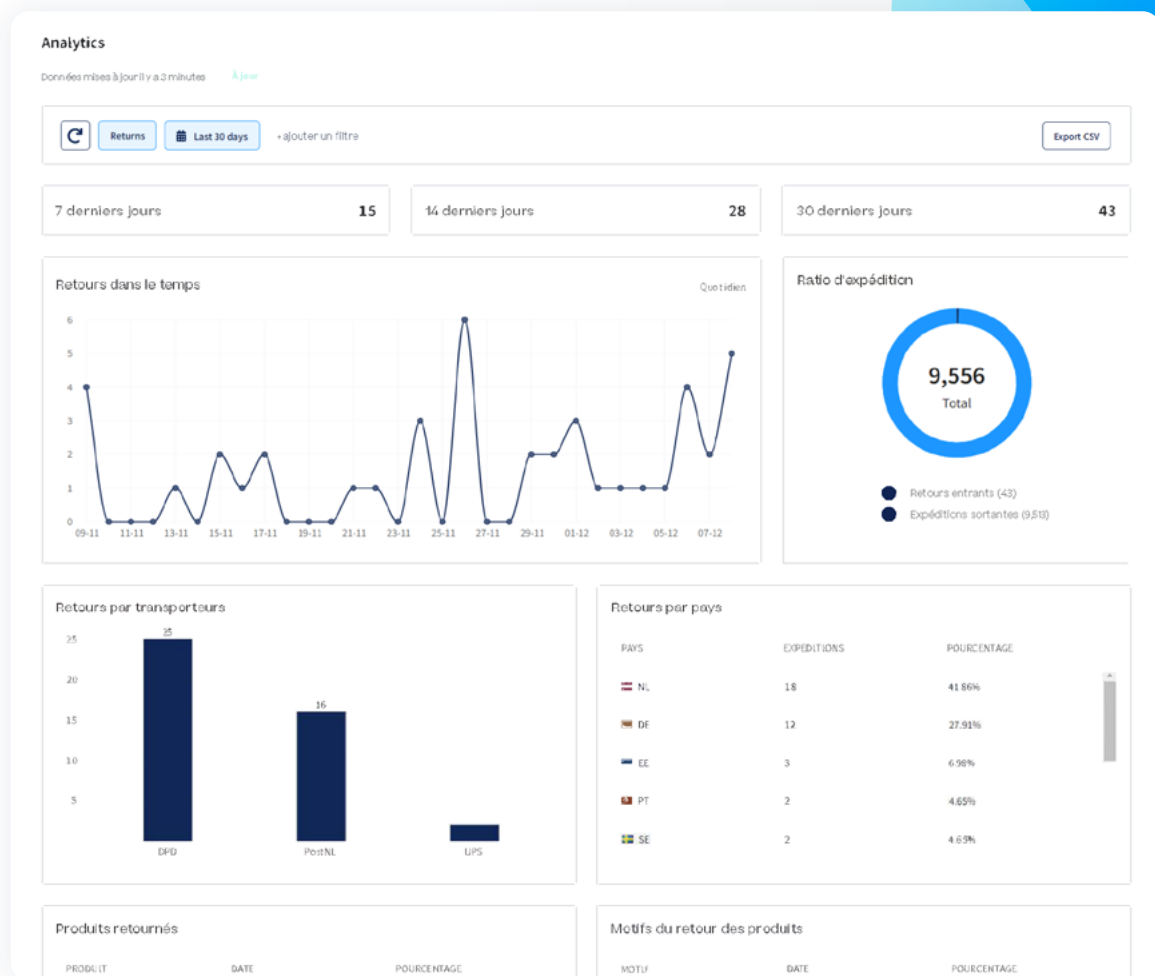 Analytics
Données mises à jour il y a 3 minutes À jour
Returns Last 30 days + ajouter un filtre Export CSV
7 derniers jours 15 14 derniers jours 28 30 derniers jours 43
Retours dans le temps Quotidien
6
5
4
3
2
1
0
09-11 11-11 13-11 15-11 17-11 19-11 21-11 23-11 25-11 27-11 29-11 01-12 03-12 05-12 07-12
Ratio d'expédition
9,556
Total
Retours entrants (43)
Expéditions sortantes (9,513)
Retours par transporteurs
25
20
15
10
5
25
16
DPD PostNL UPS
Retours par pays
PAYS EXPEDITIONS POURCENTAGE
NL 18 41.86%
DE 12 27.91%
EE 3 6.98%
PT 2 4.65%
SE 2 4.65%
Produits retournés
PRODUIT DATE POURCENTAGE
Motifs du retour des produits
MOTIF DATE POURCENTAGE